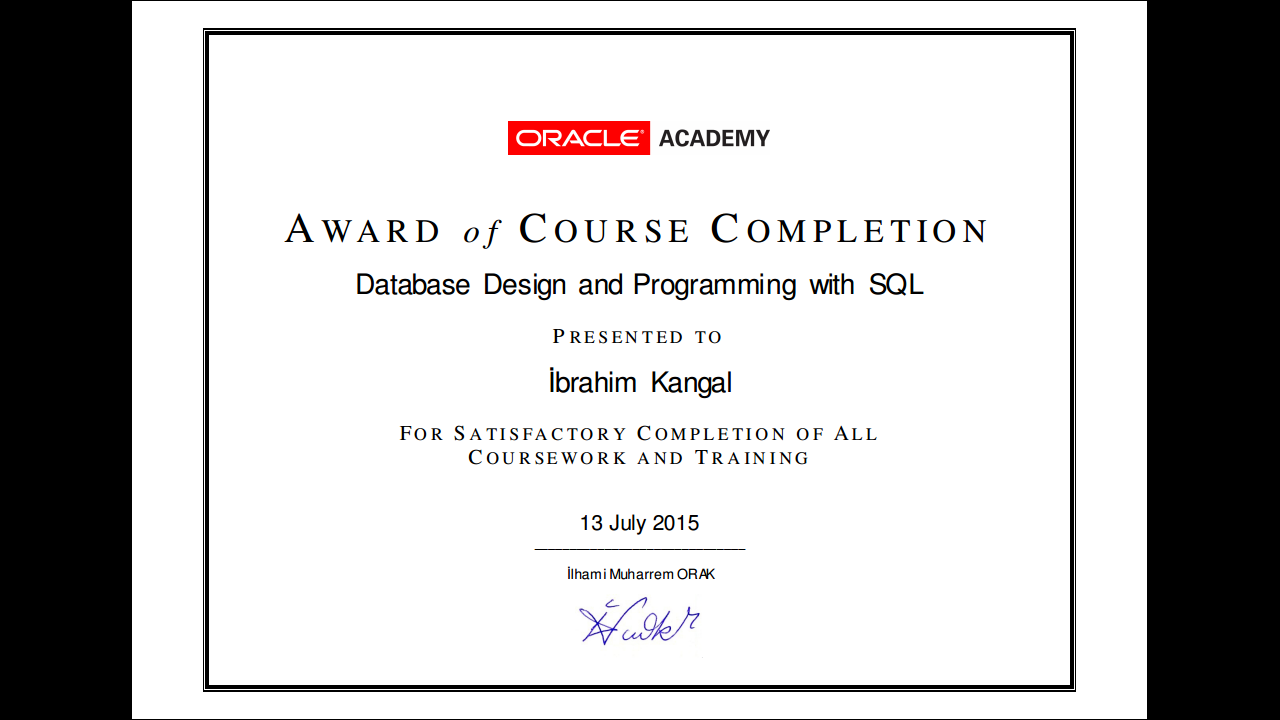 ORACLE® ACADEMY
AWARD of COURSE COMPLETION
Database Design and Programming with SQL
PRESENTED TO
İbrahim Kangal
FOR SATISFACTORY COMPLETION OF ALL
COURSEWORK AND TRAINING
13 July 2015
İlhami Muharrem ORAK